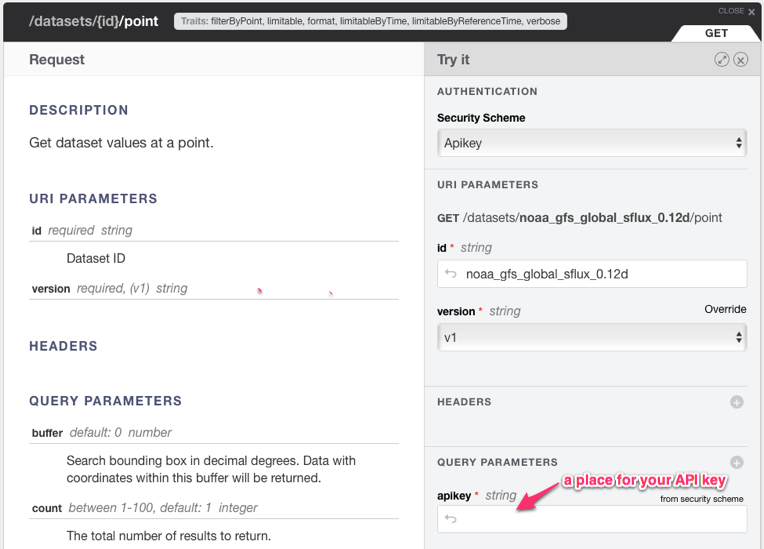 /datasets/{id}/point
Traits: filterByPoint, limitable, format, limitableByTime, limitableByReferenceTime, verbose
CLOSE ×
GET
Request
DESCRIPTION
Get dataset values at a point.
URI PARAMETERS
id required string
Dataset ID
version required, (v1) string
HEADERS
QUERY PARAMETERS
buffer default: 0 number
Search bounding box in decimal degrees. Data with
coordinates within this buffer will be returned.
count between 1-100, default: 1 integer
The total number of results to return.
Try it
AUTHENTICATION
Security Scheme
Apikey
URI PARAMETERS
GET /datasets/noaa_gfs_global_sflux_0.12d/point
id * string
noaa_gfs_global_sflux_0.12d
version * string Override
v1
HEADERS
QUERY PARAMETERS
a place for your API key
apikey * string
from security scheme